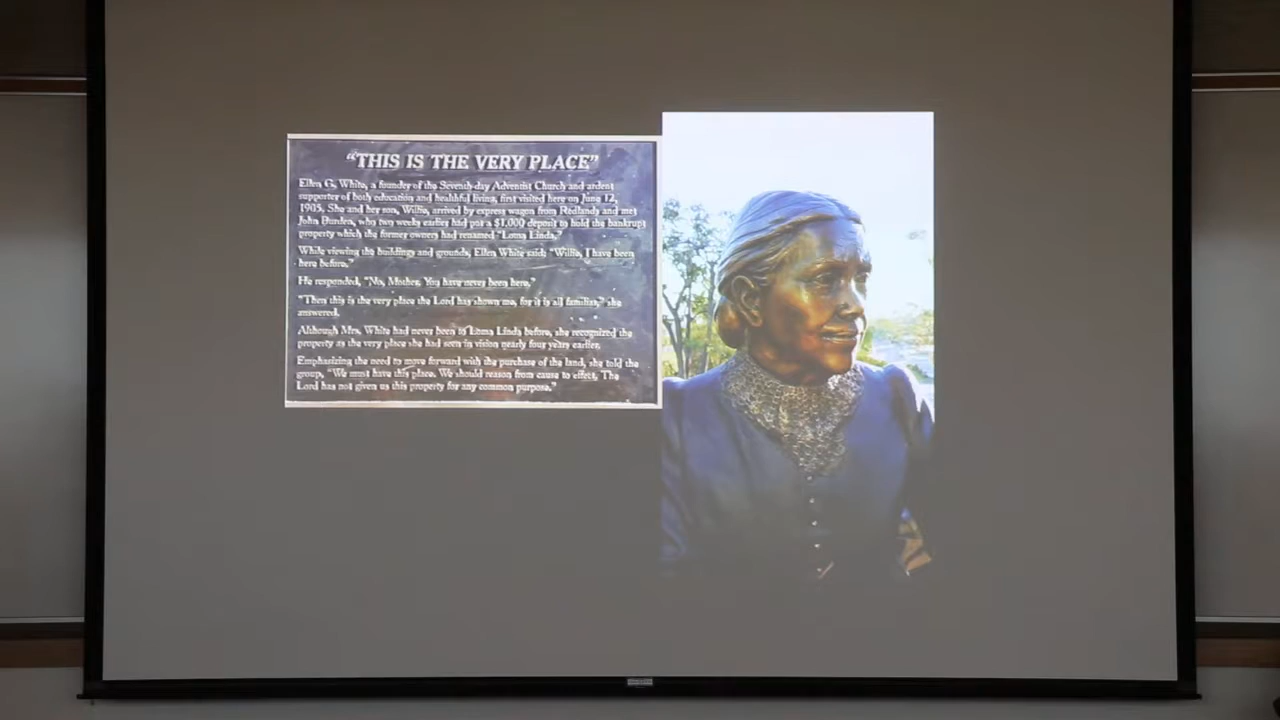 “THIS IS THE VERY PLACE”
Ellen G. White, a founder of the Seventh-day Adventist Church and ardent
supporter of both education and healthful living, first visited here on June 12,
1905. She and her son, Willie, arrived by express wagon from Redlands and met
John Burden, who two weeks earlier had put a $1,000 deposit to hold the bankrupt
property which the former owners had renamed “Loma Linda.”
While viewing the buildings and grounds, Ellen White said: “Willie, I have been
here before.”
He responded, “No, Mother. You have never been here.”
“Then this is the very place the Lord has shown me, for it is all familiar,” she
answered.
Although Mrs. White had never been to Loma Linda before, she recognized the
property as the very place she had seen in vision nearly four years earlier.
Emphasizing the need to move forward with the purchase of the land, she told the
group, “We must have this place. We should reason from cause to effect. The
Lord has not given us this property for any common purpose.”